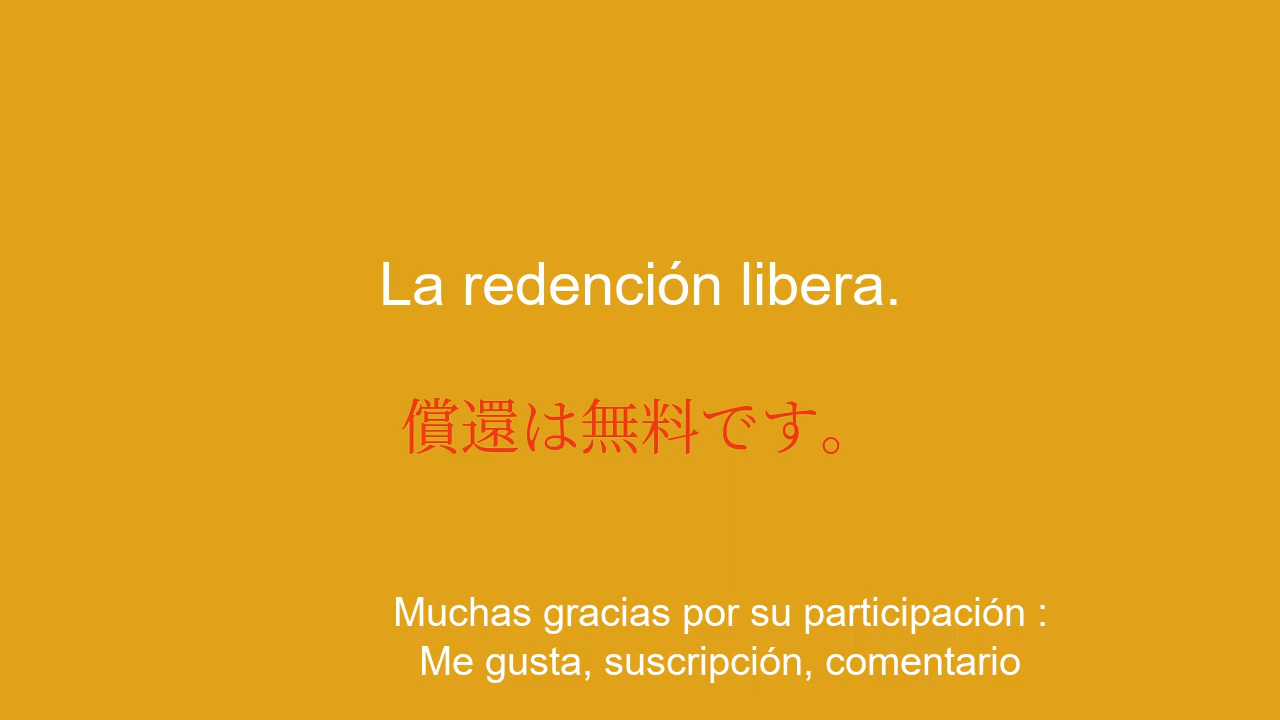 La redención libera.
償還は無料です。
Muchas gracias por su participación :
Me gusta, suscripción, comentario